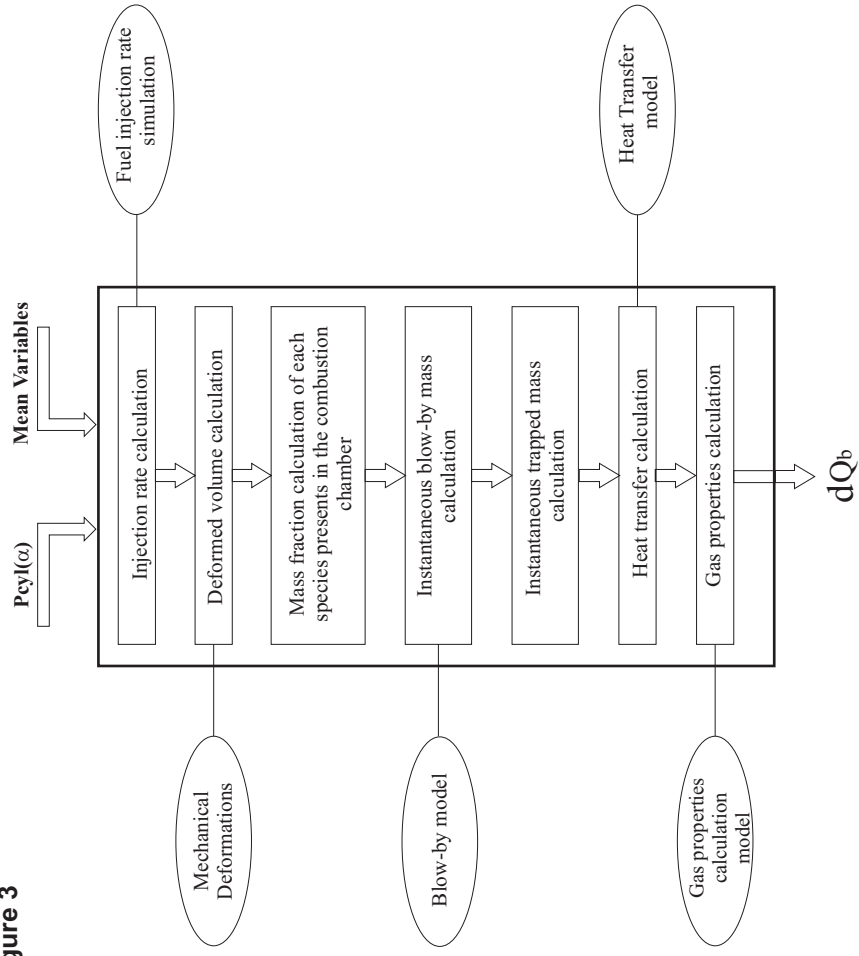 gure 3
Pcyl(α)
Mean Variables
Injection rate calculation
Fuel injection rate
simulation
Deformed volume calculation
Mechanical
Deformations
Mass fraction calculation of each
species presents in the combustion
chamber
Instantaneous blow-by mass
calculation
Blow-by model
Instantaneous trapped mass
calculation
Heat transfer calculation
Heat Transfer
model
Gas properties calculation
Gas properties
calculation
model
dQb